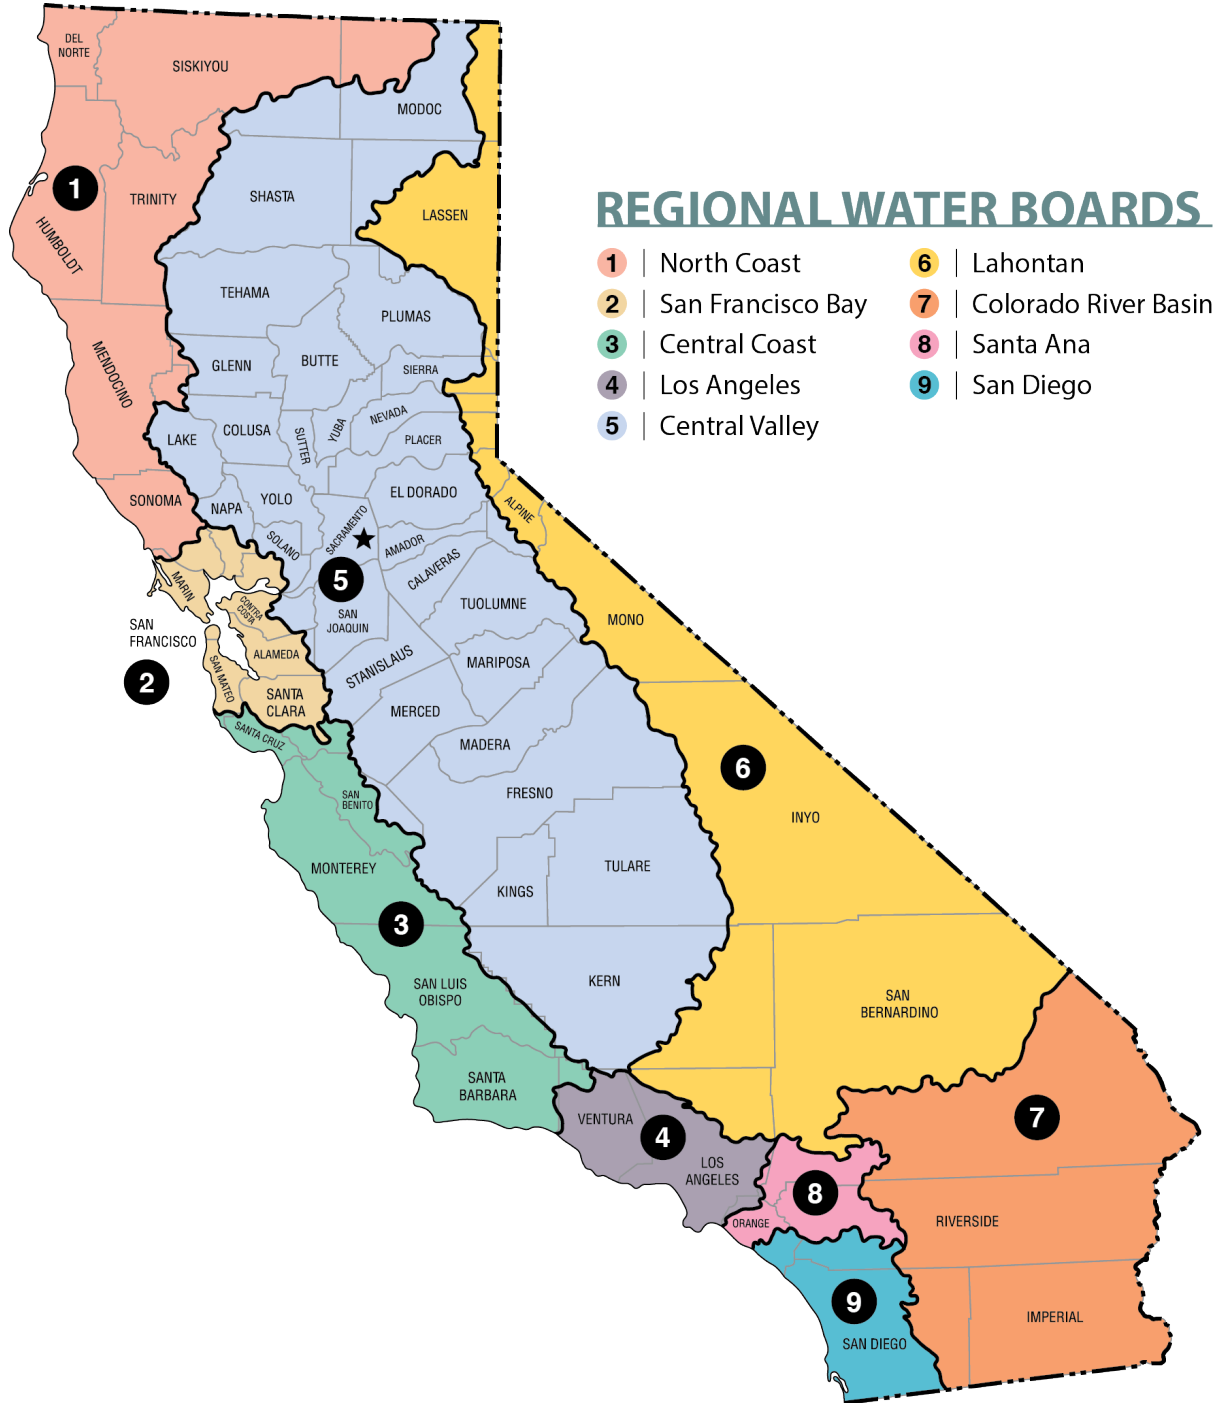 REGIONAL WATER BOARDS
1 | North Coast
2 | San Francisco Bay
3 | Central Coast
4 | Los Angeles
5 | Central Valley
6 | Lahontan
7 | Colorado River Basin
8 | Santa Ana
9 | San Diego
DEL
NORTE
SISKIYOU
MODOC
1
TRINITY
SHASTA
LASSEN
HUMBOLDT
TEHAMA
PLUMAS
MENDOCINO
GLENN
BUTTE
SIERRA
LAKE
COLUSA
SUTTER
YUBA
NEVADA
PLACER
SONOMA
NAPA
YOLO
EL DORADO
ALPINE
SOLANO
SACRAMENTO
AMADOR
CALAVERAS
5
MARIN
CONTRA
COSTA
SAN
JOAQUIN
TUOLUMNE
MONO
SAN
FRANCISCO
2
ALAMEDA
SAN MATEO
SANTA
CLARA
STANISLAUS
MARIPOSA
MERCED
SANTA CRUZ
MADERA
6
SAN
BENITO
FRESNO
INYO
MONTEREY
KINGS
TULARE
3
SAN LUIS
OBISPO
KERN
SAN
BERNARDINO
SANTA
BARBARA
VENTURA
4
LOS
ANGELES
7
8
ORANGE
RIVERSIDE
9
SAN DIEGO
IMPERIAL